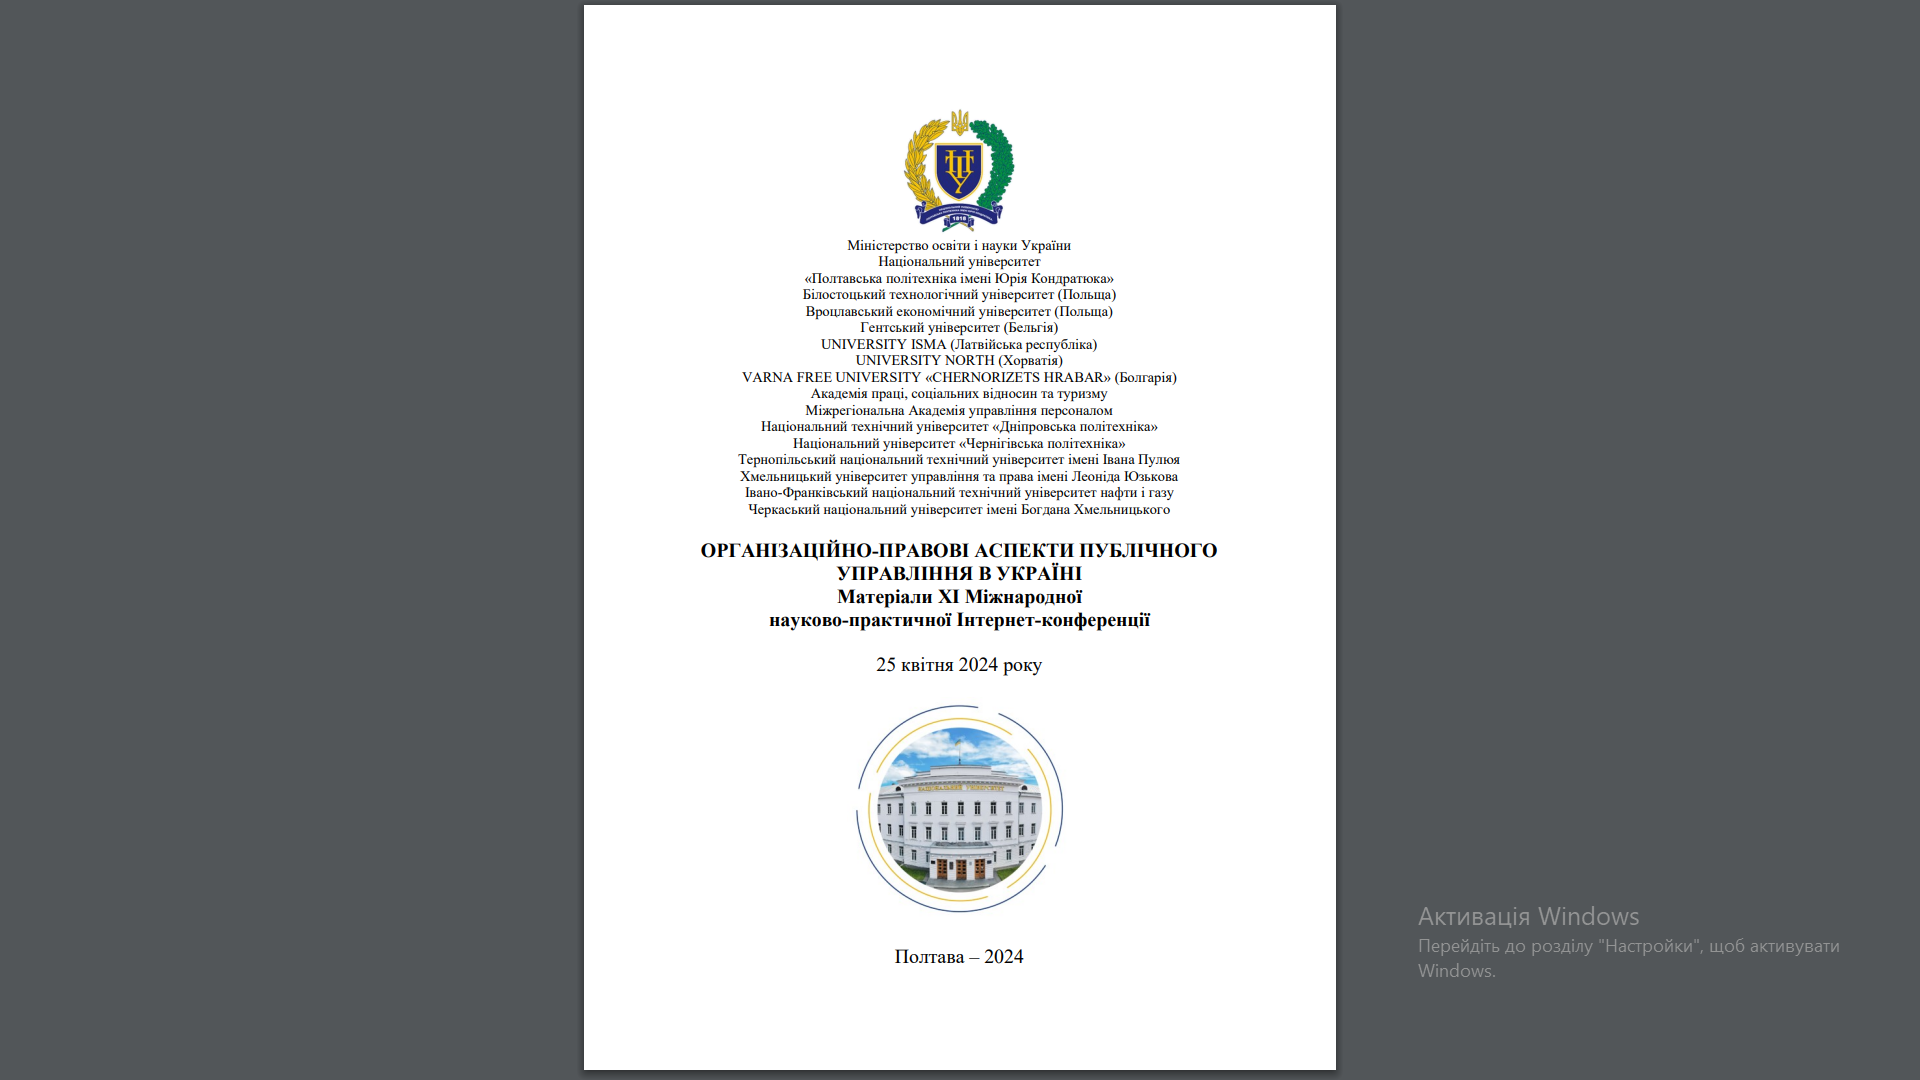 ПУ
1818
Міністерство освіти і науки України
Національний університет
«Полтавська політехніка імені Юрія Кондратюка»
Білостоцький технологічний університет (Польща)
Вроцлавський економічний університет (Польща)
Гентський університет (Бельгія)
UNIVERSITY ISMA (Латвійська республіка)
UNIVERSITY NORTH (Хорватія)
VARNA FREE UNIVERSITY «CHERNORIZETS HRABAR» (Болгарія)
Академія праці, соціальних відносин та туризму
Міжрегіональна Академія управління персоналом
Національний технічний університет «Дніпровська політехніка»
Національний університет «Чернігівська політехніка»
Тернопільський національний технічний університет імені Івана Пулюя
Хмельницький університет управління та права імені Леоніда Юзькова
Івано-Франківський національний технічний університет нафти і газу
Черкаський національний університет імені Богдана Хмельницького
ОРГАНІЗАЦІЙНО-ПРАВОВІ АСПЕКТИ ПУБЛІЧНОГО
УПРАВЛІННЯ В УКРАЇНІ
Матеріали XI Міжнародної
науково-практичної Інтернет-конференції
25 квітня 2024 року
НАЦІОНАЛЬНИЙ УНІВЕРСИТЕТ
Полтава – 2024
Активація Windows
Перейдіть до розділу "Настройки", щоб активувати
Windows.